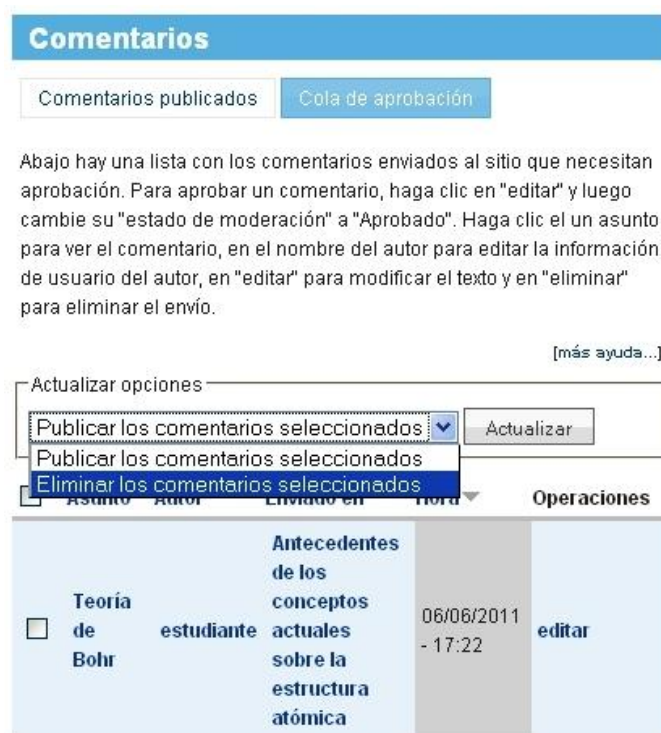 Comentarios
Comentarios publicados
Cola de aprobación
Abajo hay una lista con los comentarios enviados al sitio que necesitan
aprobación. Para aprobar un comentario, haga clic en "editar" y luego
cambie su "estado de moderación" a "Aprobado". Haga clic el un asunto
para ver el comentario, en el nombre del autor para editar la información
de usuario del autor, en "editar" para modificar el texto y en "eliminar"
para eliminar el envío.
[más ayuda...]
Actualizar opciones
Publicar los comentarios seleccionados
Actualizar
Publicar los comentarios seleccionados
Eliminar los comentarios seleccionados
Asunto Autor Enviado en Hora Operaciones
Teoría
de
Bohr
estudiante
Antecedentes
de los
conceptos
actuales
sobre la
estructura
atómica
06/06/2011
- 17:22
editar